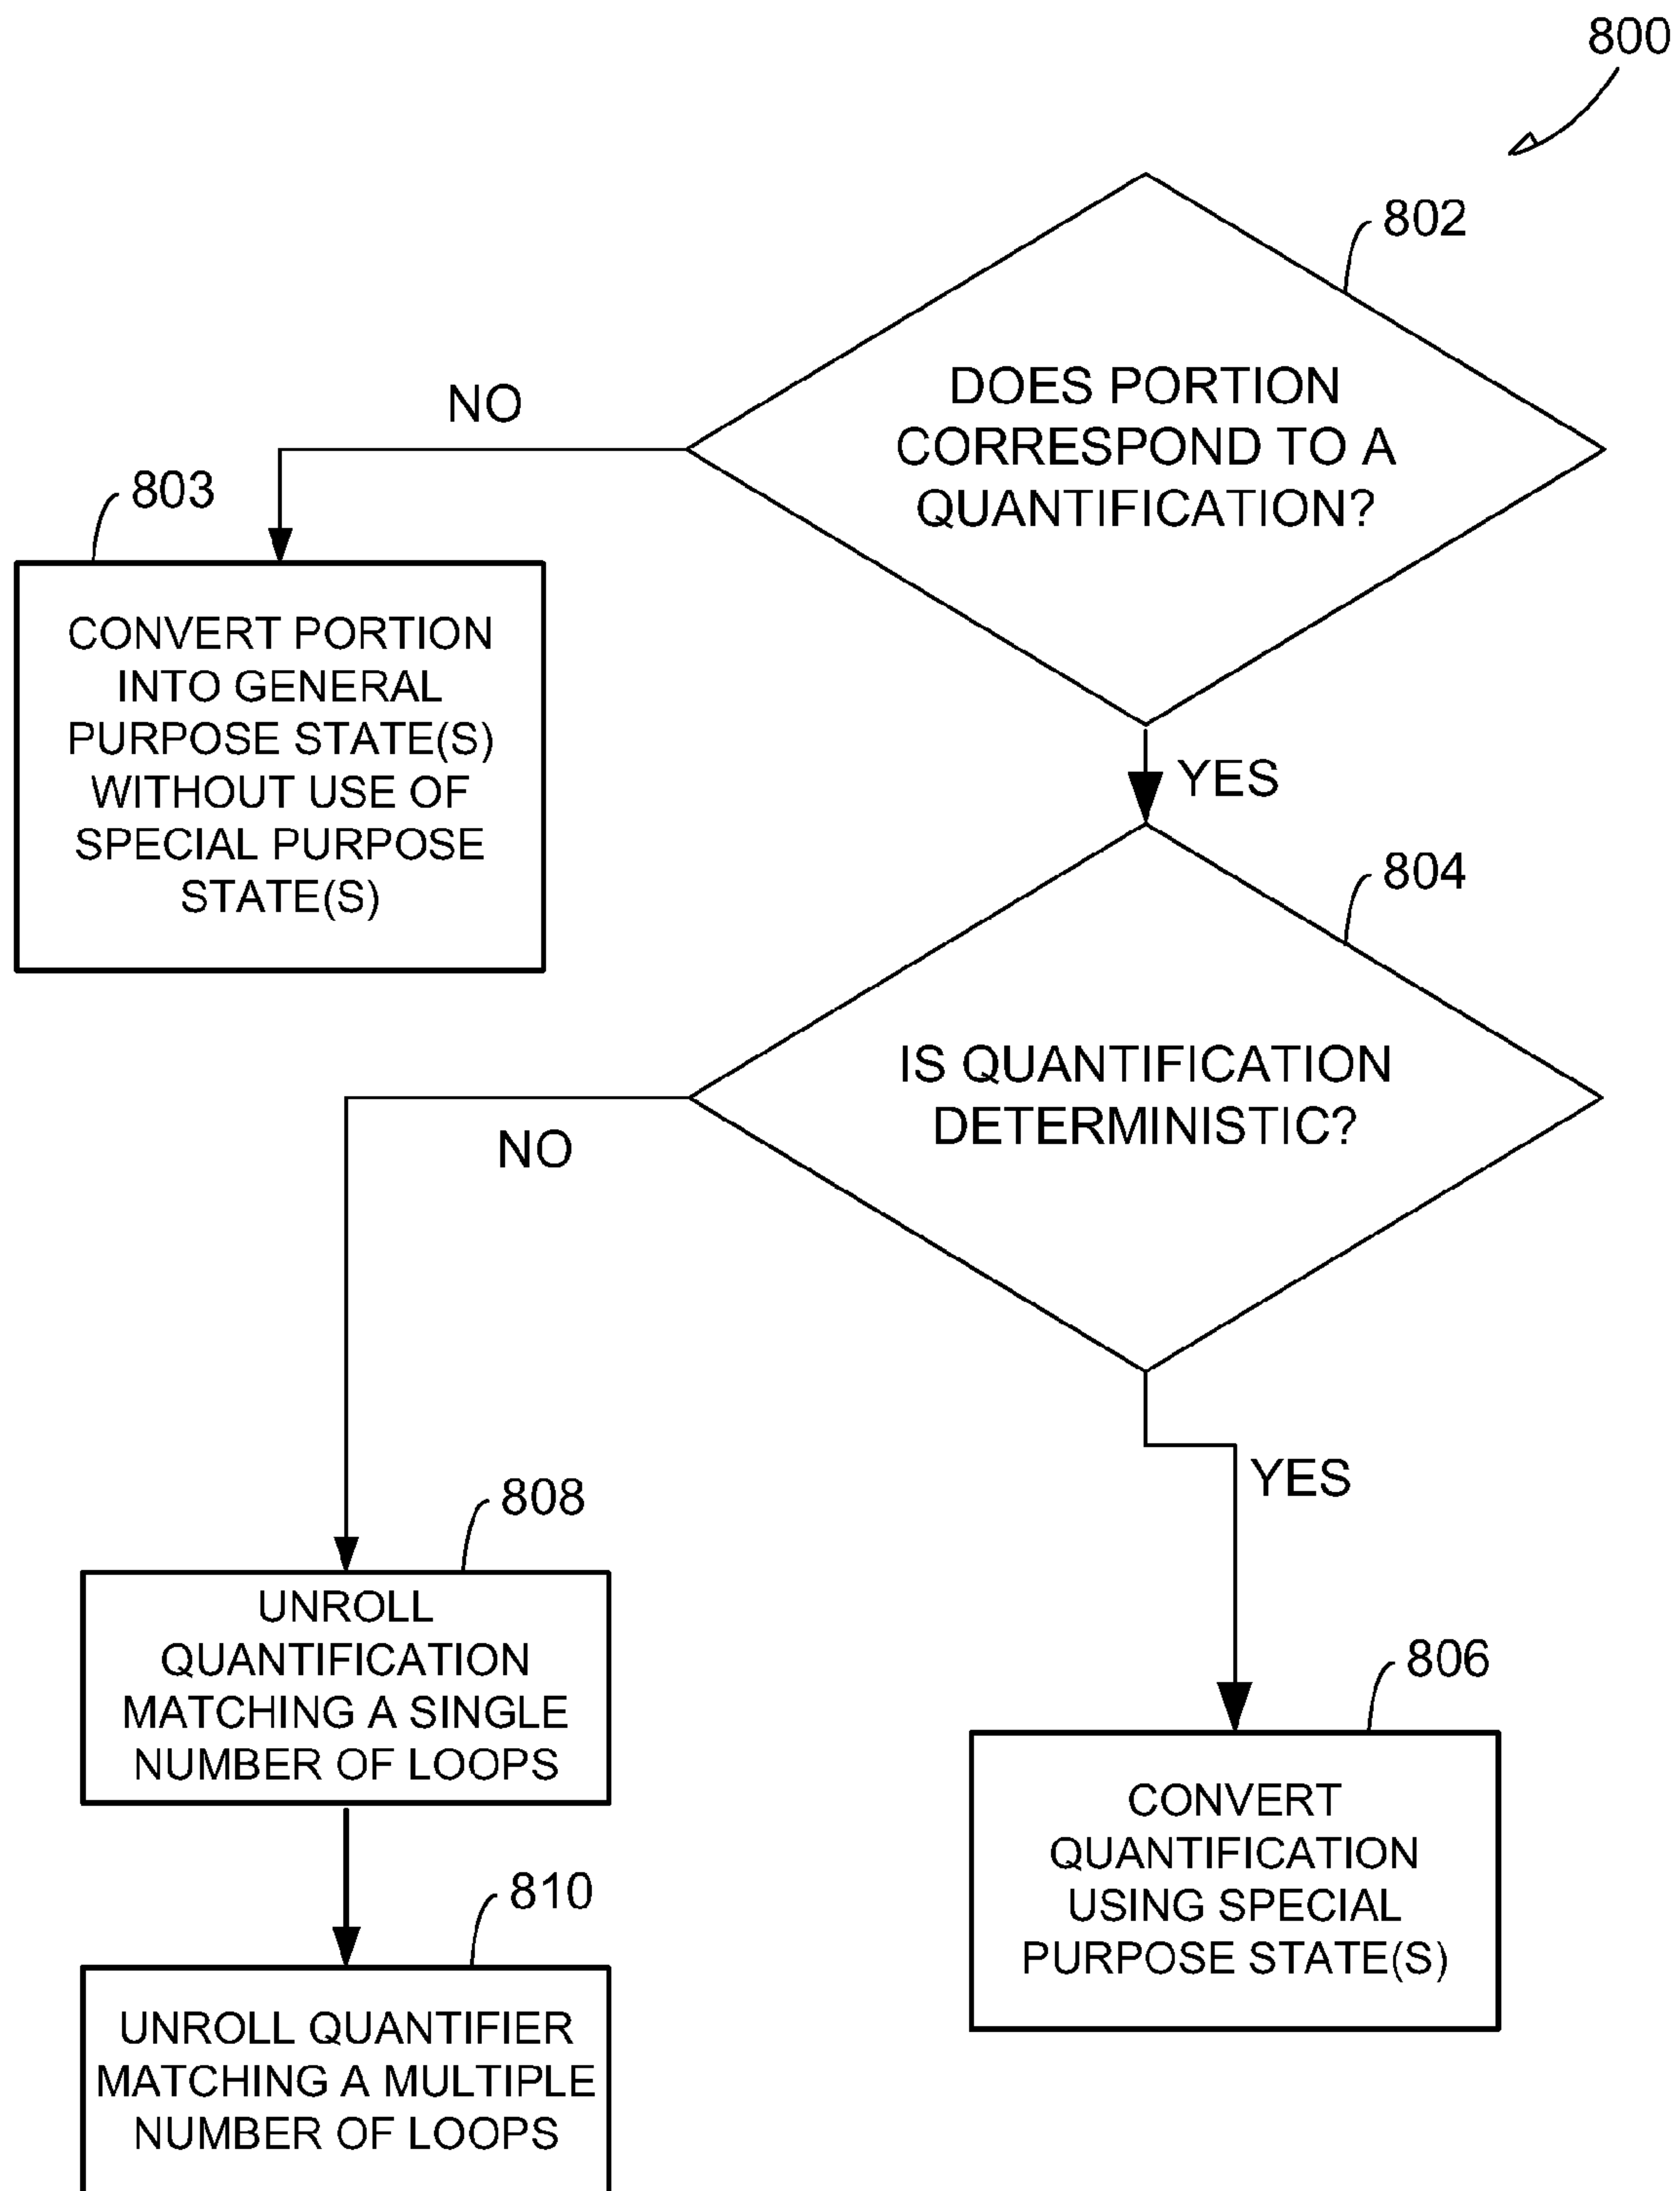 800
802
DOES PORTION
CORRESPOND TO A
QUANTIFICATION?
NO
803
CONVERT PORTION
INTO GENERAL
PURPOSE STATE(S)
WITHOUT USE OF
SPECIAL PURPOSE
STATE(S)
YES
804
IS QUANTIFICATION
DETERMINISTIC?
NO
YES
808
UNROLL
QUANTIFICATION
MATCHING A SINGLE
NUMBER OF LOOPS
806
CONVERT
QUANTIFICATION
USING SPECIAL
PURPOSE STATE(S)
810
UNROLL QUANTIFIER
MATCHING A MULTIPLE
NUMBER OF LOOPS